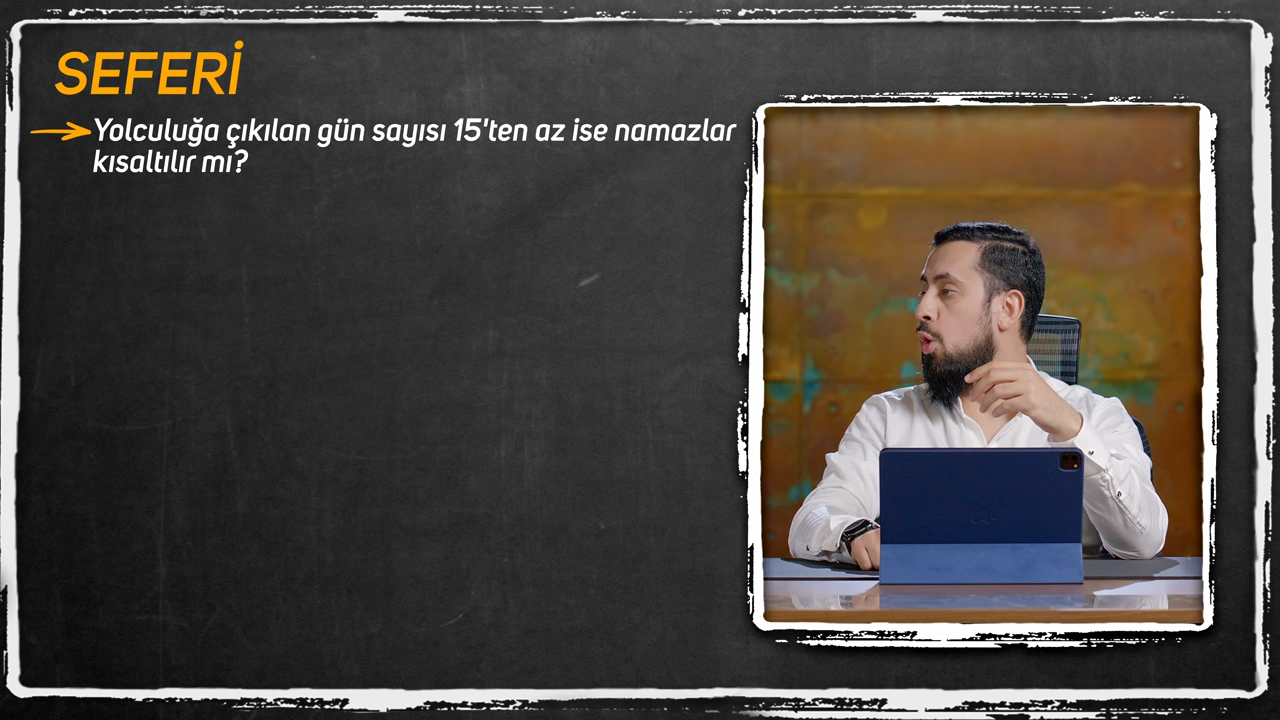 SEFERİ
Yolculuğa çıkılan gün sayısı 15'ten az ise namazlar
kısaltılır mı?